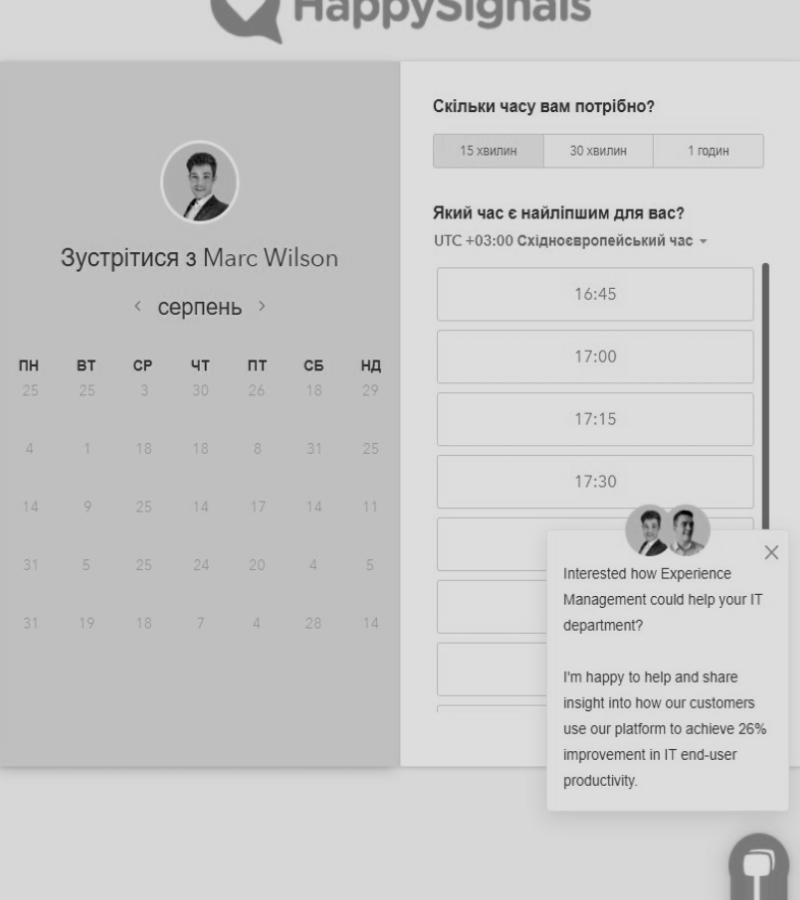 HappySignals
Зустрітися з Marc Wilson
серпень
ПН ВТ СР ЧТ ПТ СБ НД
25 25 3 30 26 18 29
4 1 18 18 8 31 25
14 9 25 14 17 14 11
31 5 25 24 20 4 5
31 19 18 7 4 28 14
Скільки часу вам потрібно?
15 хвилин 30 хвилин 1 годин
Який час є найліпшим для вас?
UTC +03:00 Східноєвропейський час
16:45
17:00
17:15
17:30
Interested how Experience
Management could help your IT
department?
I'm happy to help and share
insight into how our customers
use our platform to achieve 26%
improvement in IT end-user
productivity.